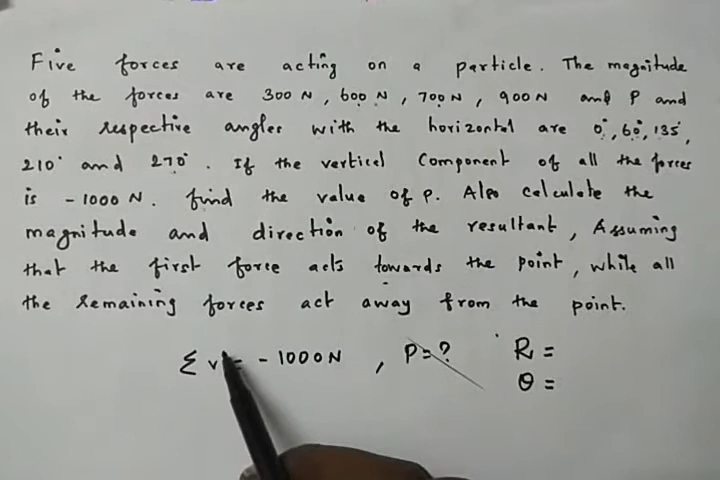 Five forces are acting on a particle. The magnitude
of the forces are 300 N, 600 N, 700 N, 900 N and P and
their respective angles with the horizontal are 0°, 60°, 135°,
210° and 270°. If the vertical component of all the forces
is -1000 N. find the value of P. Also calculate the
magnitude and direction of the resultant, Assuming
that the first force acts towards the point, while all
the remaining forces act away from the point.
Σ V = - 1000 N , P = ? R =
θ =